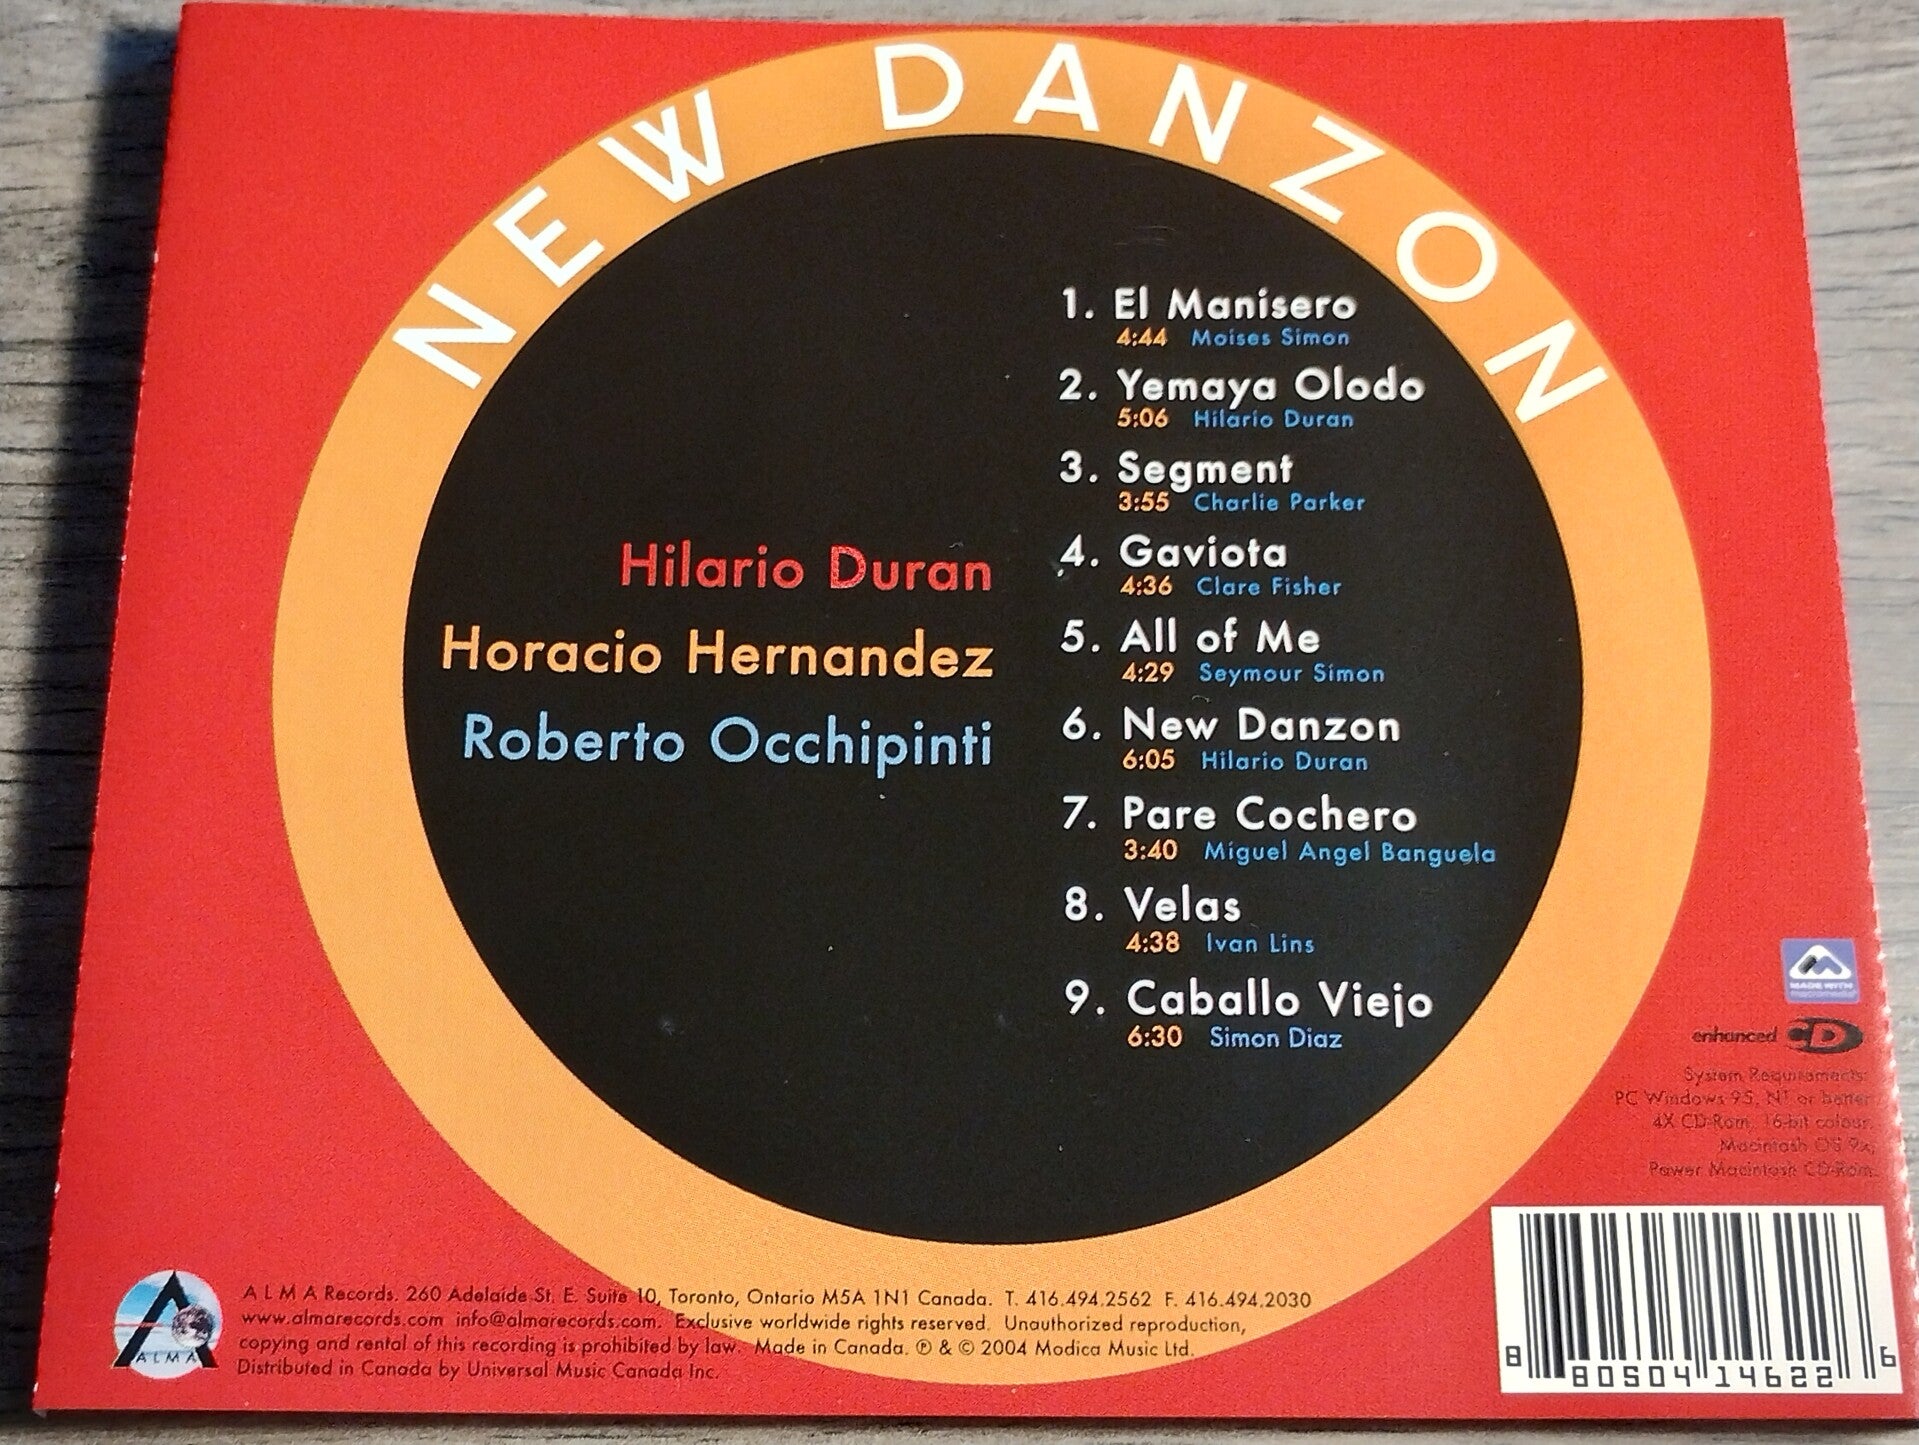 NEW DANZON
Hilario Duran
Horacio Hernandez
Roberto Occhipinti
1. El Manisero
4:44 Moises Simon
2. Yemaya Olodo
5:06 Hilario Duran
3. Segment
3:55 Charlie Parker
4. Gaviota
4:36 Clare Fisher
5. All of Me
4:29 Seymour Simon
6. New Danzon
6:05 Hilario Duran
7. Pare Cochero
3:40 Miguel Angel Banguela
8. Velas
4:38 Ivan Lins
9. Caballo Viejo
6:30 Simon Diaz
MADE WITH
macromedia
enhanced CD
System Requirements:
PC Windows 95, NT or better
4X CD-Rom, 16-bit colour,
Macintosh OS 9x,
Power Macintosh CD-Rom
ALMA
A L M A Records. 260 Adelaide St. E. Suite 10, Toronto, Ontario M5A 1N1 Canada. T. 416.494.2562 F. 416.494.2030
www.almarecords.com info@almarecords.com. Exclusive worldwide rights reserved. Unauthorized reproduction,
copying and rental of this recording is prohibited by law. Made in Canada. ℗ & © 2004 Modica Music Ltd.
Distributed in Canada by Universal Music Canada Inc.
8 80504 14622 6